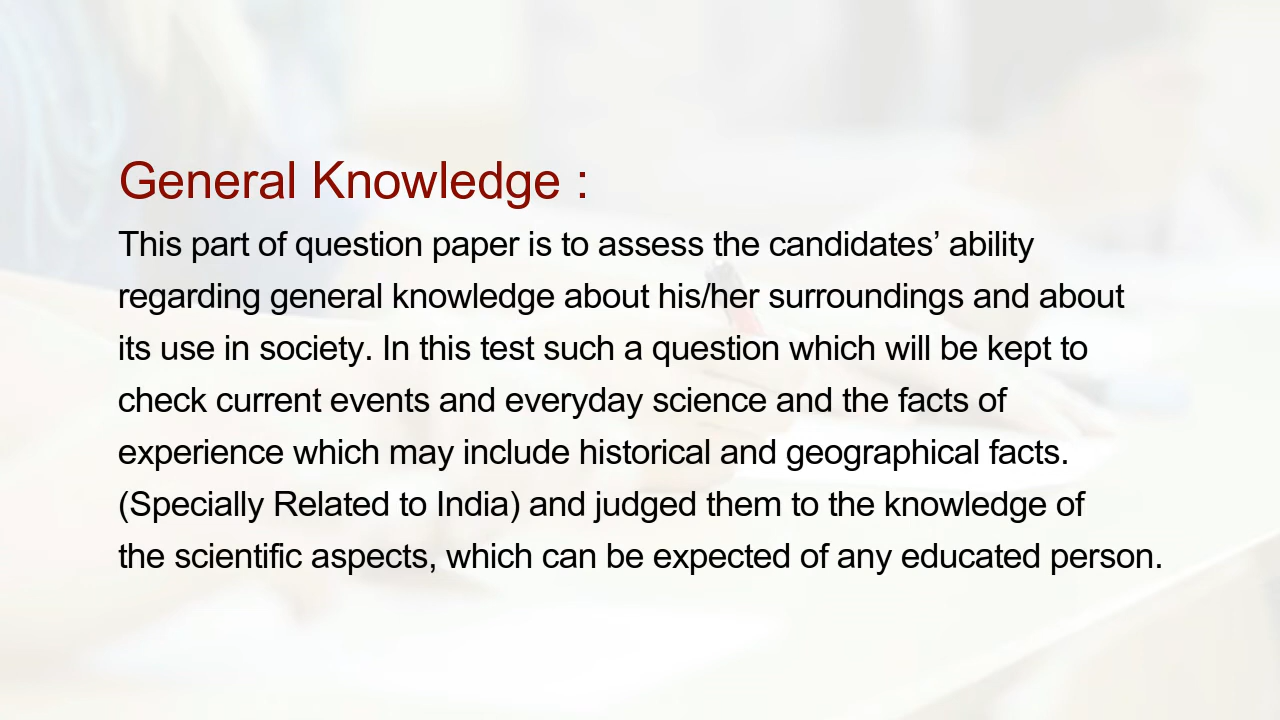 General Knowledge :
This part of question paper is to assess the candidates’ ability
regarding general knowledge about his/her surroundings and about
its use in society. In this test such a question which will be kept to
check current events and everyday science and the facts of
experience which may include historical and geographical facts.
(Specially Related to India) and judged them to the knowledge of
the scientific aspects, which can be expected of any educated person.